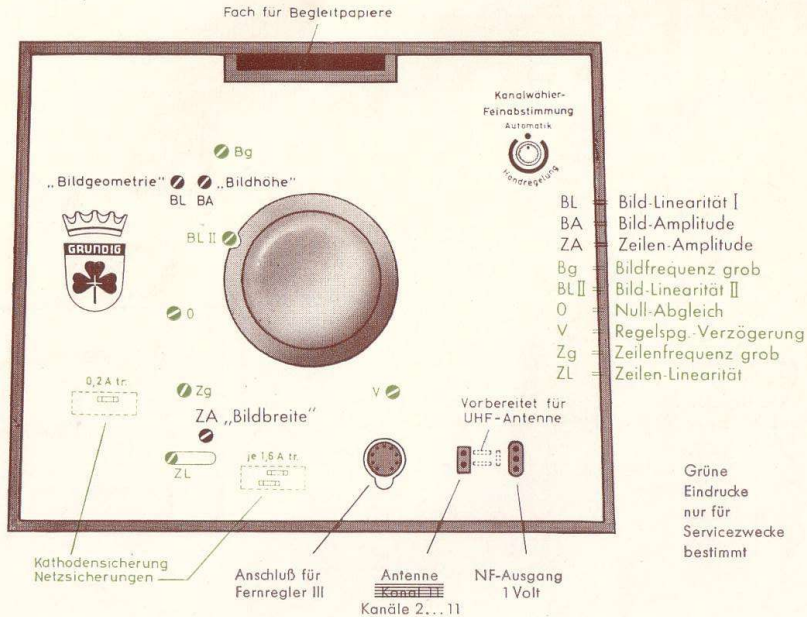 Fach für Begleitpapiere
Kanalwähler-
Feinabstimmung
Automatik
Handregelung
Bg
„Bildgeometrie"
„Bildhöhe"
BL BA
BL II
GRUNDIG
0
BL = Bild-Linearität I
BA = Bild-Amplitude
ZA = Zeilen-Amplitude
Bg = Bildfrequenz grob
BL II = Bild-Linearität II
0 = Null-Abgleich
V = Regelspg.-Verzögerung
Zg = Zeilenfrequenz grob
ZL = Zeilen-Linearität
0,2 A tr.
Zg
V
ZA „Bildbreite"
Vorbereitet für
UHF-Antenne
ZL
je 1,6 A tr.
Grüne
Eindrucke
nur für
Servicezwecke
bestimmt
Kathodensicherung
Netzsicherungen
Anschluß für
Fernregler III
Antenne
Kanal 11
Kanäle 2...11
NF-Ausgang
1 Volt